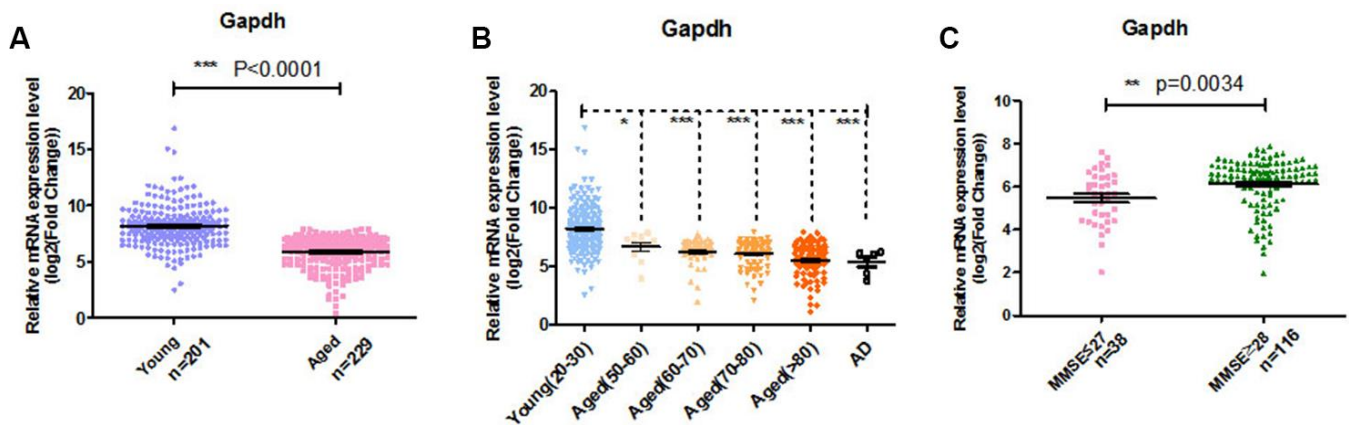 A
Gapdh
*** P<0.0001
Relative mRNA expression level
(log2(Fold Change))
20
15
10
5
0
Young
n=201
Aged
n=229
B
Gapdh
Relative mRNA expression level
(log2(Fold Change))
20
15
10
5
0
* *** *** *** ***
Young(20-30)
Aged(50-60)
Aged(60-70)
Aged(70-80)
Aged(>80)
AD
C
Gapdh
** p=0.0034
Relative mRNA expression level
(log2(Fold Change))
10
8
6
4
2
0
MMSE≤27
n=38
MMSE≥28
n=116